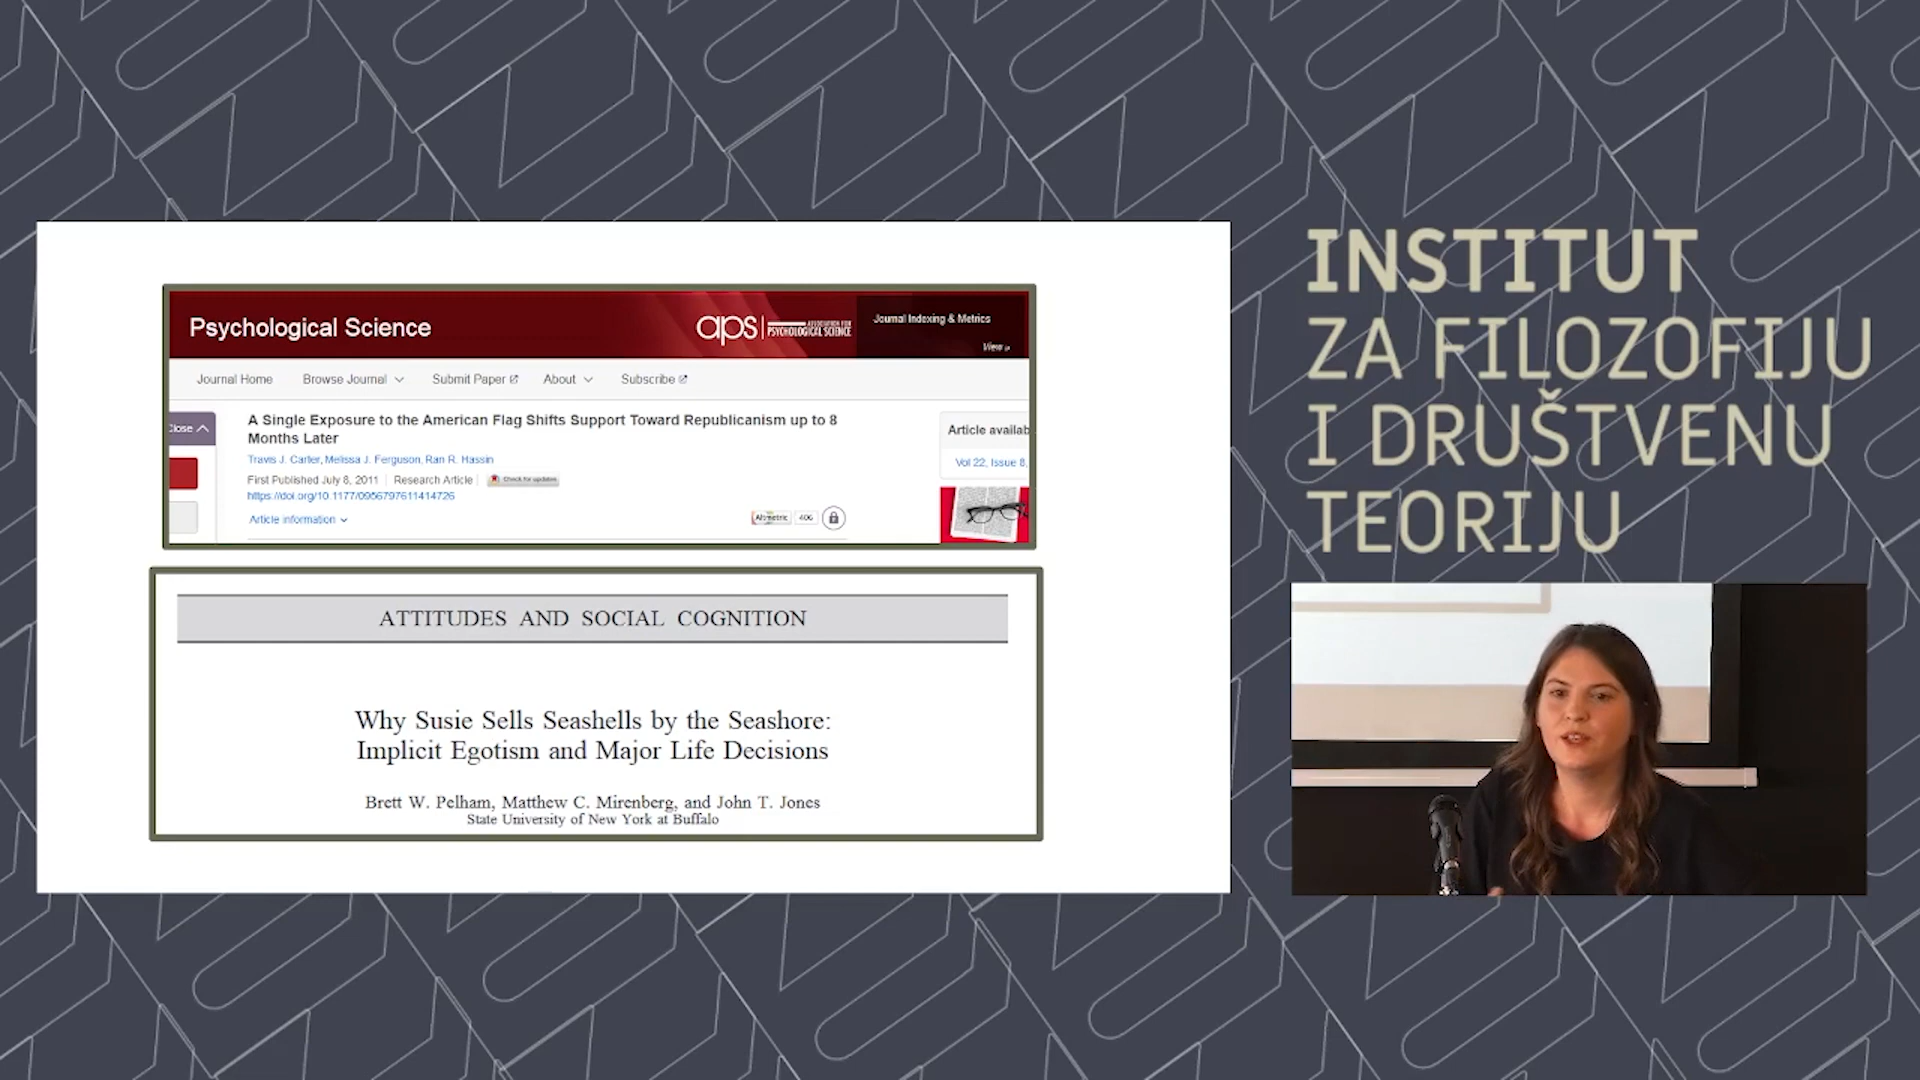 Psychological Science
aps
ASSOCIATION FOR
PSYCHOLOGICAL SCIENCE
Journal Indexing & Metrics
View
Journal Home
Browse Journal
Submit Paper
About
Subscribe
Close
A Single Exposure to the American Flag Shifts Support Toward Republicanism up to 8
Months Later
Travis J. Carter, Melissa J. Ferguson, Ran R. Hassin
First Published July 8, 2011
Research Article
Check for updates
https://doi.org/10.1177/0956797611414726
Article information
Altmetric
406
Article availab
Vol 22, Issue 8,
ATTITUDES AND SOCIAL COGNITION
Why Susie Sells Seashells by the Seashore:
Implicit Egotism and Major Life Decisions
Brett W. Pelham, Matthew C. Mirenberg, and John T. Jones
State University of New York at Buffalo
INSTITUT
ZA FILOZOFIJU
I DRUŠTVENU
TEORIJU